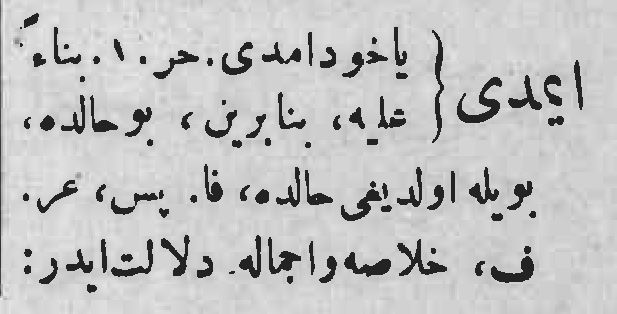 ایمدی { یاخود امدی. حر. ١. بناءً
علیه، بنابرین، بو حالده،
بویله اولدیغی حالده، فا. پس، عر.
ف، خلاصه واجماله دلالت ایدر: